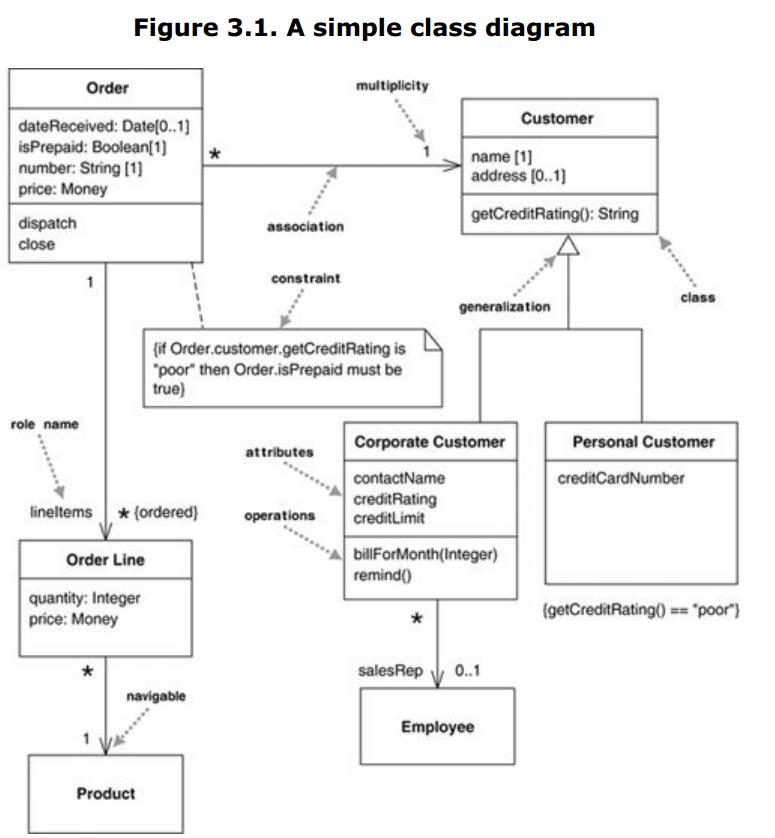 Figure 3.1. A simple class diagram
Order
dateReceived: Date[0..1]
isPrepaid: Boolean[1]
number: String [1]
price: Money
dispatch
close
*
multiplicity
1
association
Customer
name [1]
address [0..1]
getCreditRating(): String
class
generalization
constraint
{if Order.customer.getCreditRating is
"poor" then Order.isPrepaid must be
true}
1
role name
lineItems
* {ordered}
Order Line
quantity: Integer
price: Money
*
navigable
1
Product
attributes
operations
Corporate Customer
contactName
creditRating
creditLimit
billForMonth(Integer)
remind()
*
salesRep
0..1
Employee
Personal Customer
creditCardNumber
{getCreditRating() == "poor"}